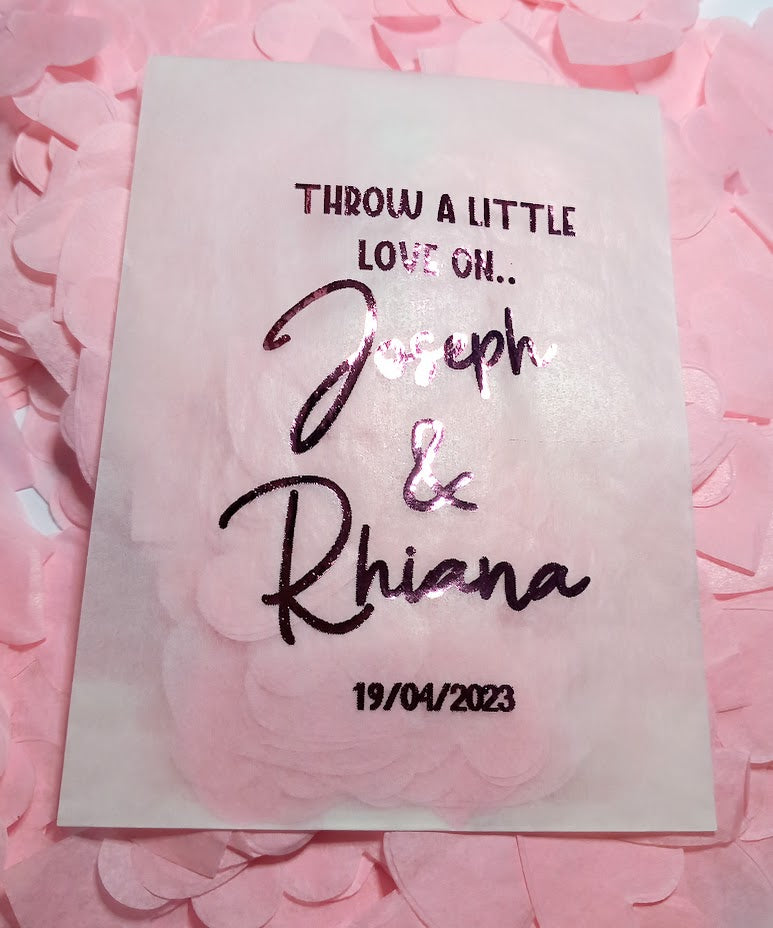 THROW A LITTLE
LOVE ON..
Joseph
&
Rhiana
19/04/2023